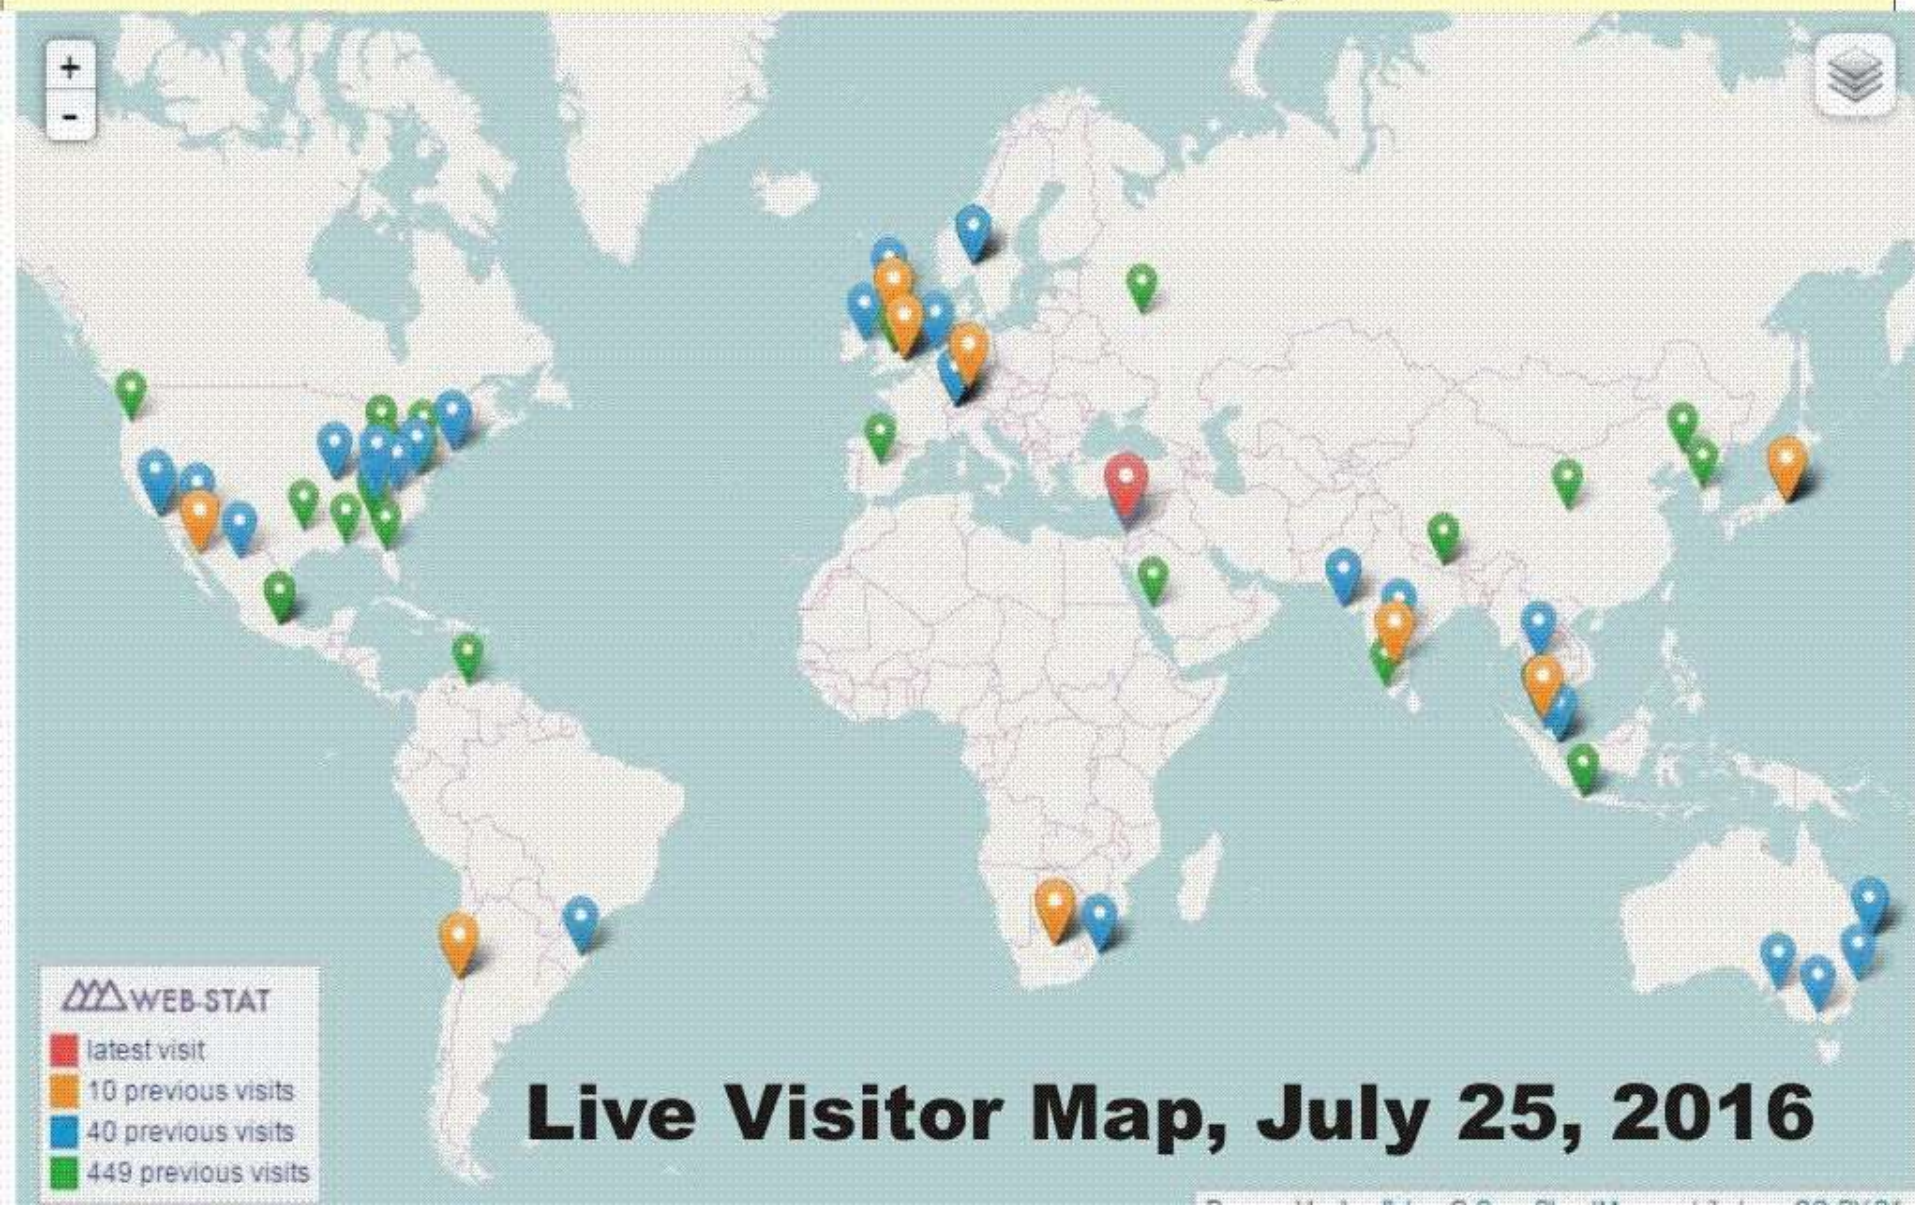 +
-
WEB-STAT
latest visit
10 previous visits
40 previous visits
449 previous visits
Live Visitor Map, July 25, 2016